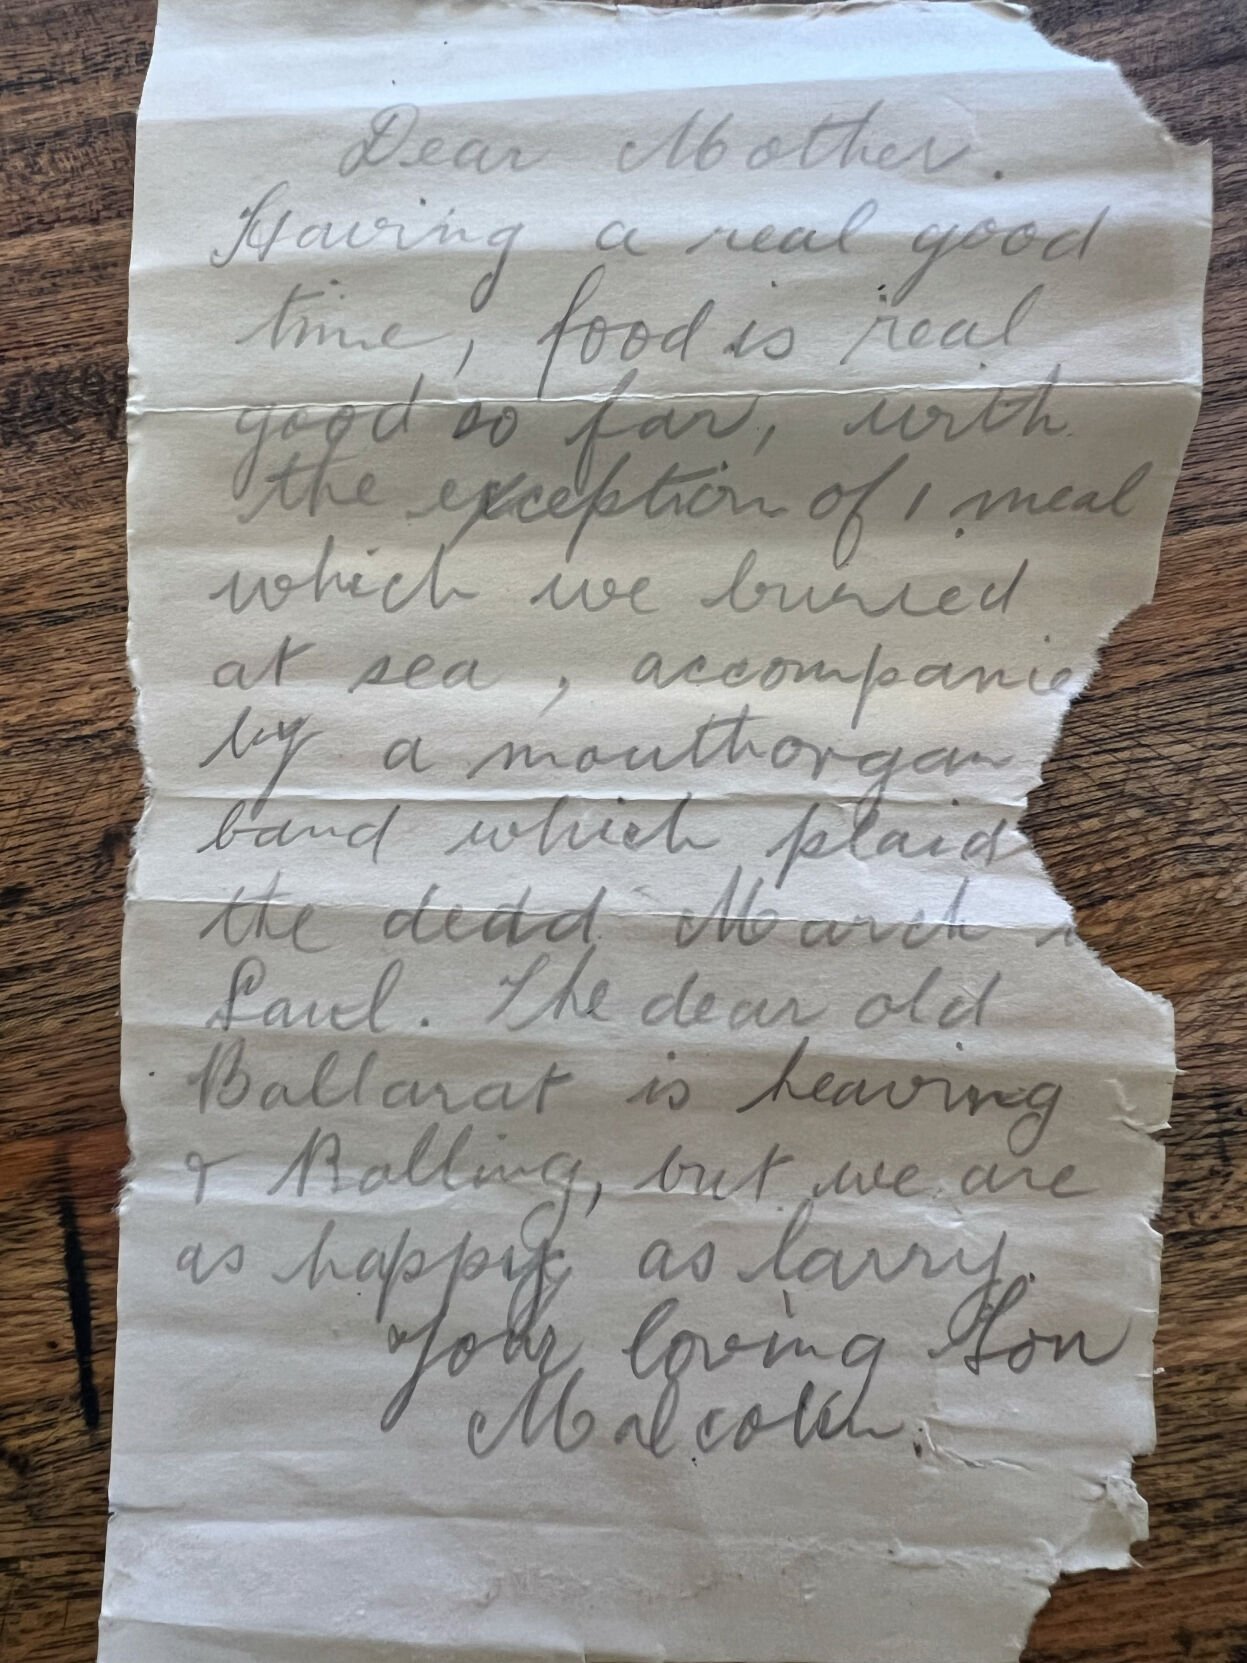 Dear Mother.
Having a real good
time, food is real
good so far, with
the exception of 1 meal
which we buried
at sea, accompanie
by a mouthorgan
band which plaid
the dead March
Saul. The dear old
Ballarat is heaving
& Rolling, but we are
as happy as larry.
Your loving Son
Malcolm.